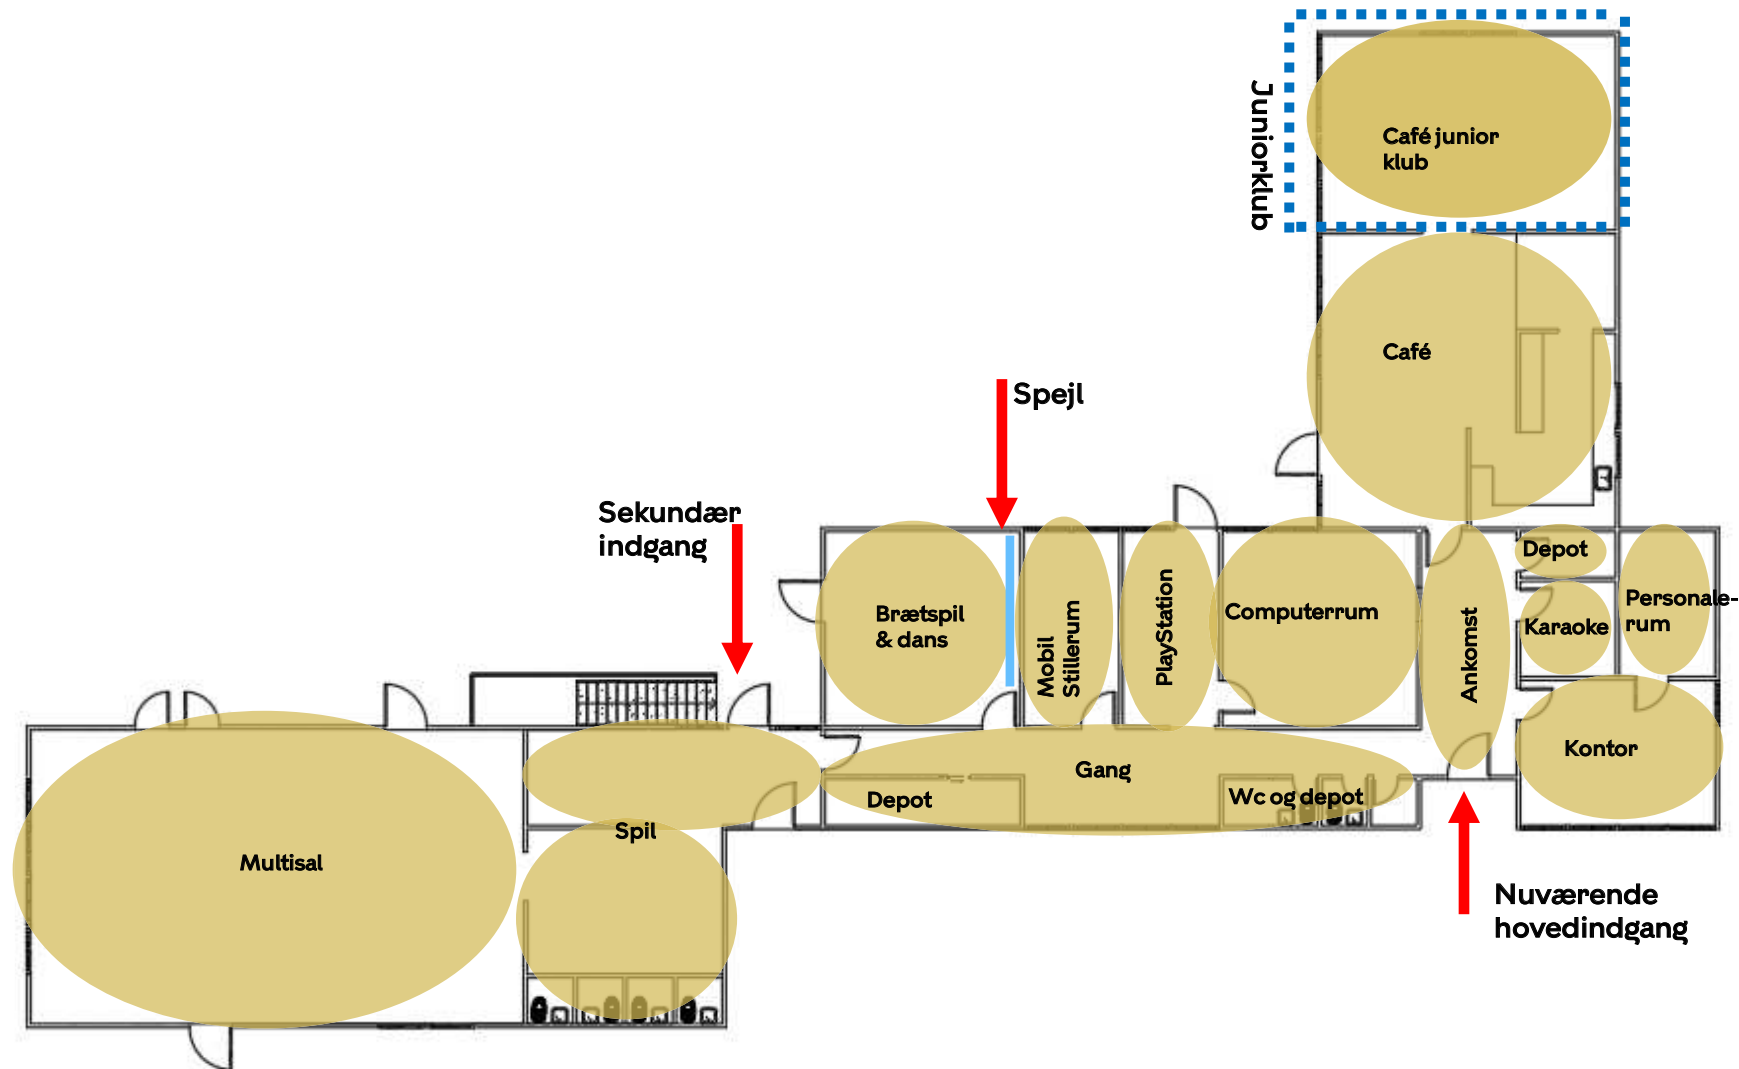 Juniorklub
Café junior
klub
Café
Spejl
Sekundær
indgang
Brætspil
& dans
Mobil
Stillerum
PlayStation
Computerrum
Ankomst
Depot
Karaoke
Personale-
rum
Kontor
Gang
Depot
Wc og depot
Spil
Multisal
Nuværende
hovedindgang